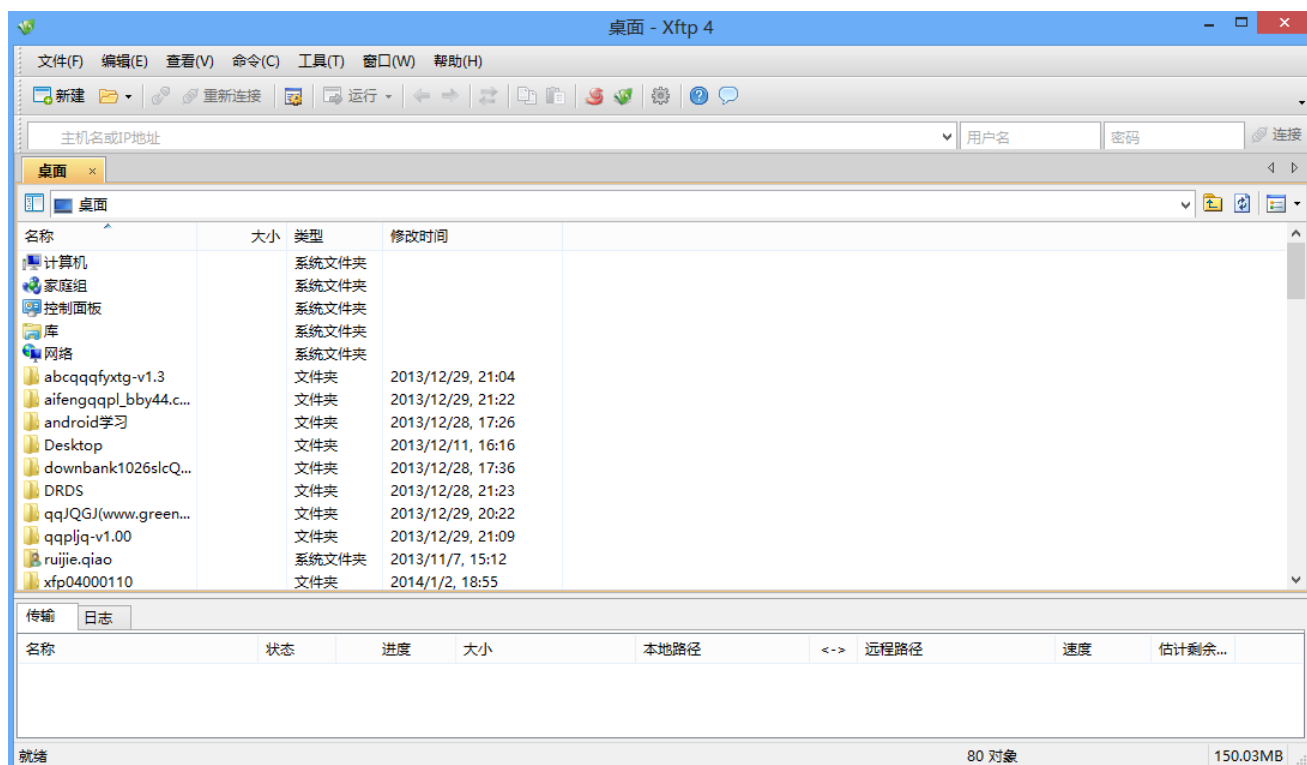 桌面 - Xftp 4
文件(F) 编辑(E) 查看(V) 命令(C) 工具(T) 窗口(W) 帮助(H)
新建 重新连接 运行
主机名或IP地址 用户名 密码 连接
桌面 ×
桌面
名称 大小 类型 修改时间
计算机 系统文件夹
家庭组 系统文件夹
控制面板 系统文件夹
库 系统文件夹
网络 系统文件夹
abcqqqfyxtg-v1.3 文件夹 2013/12/29, 21:04
aifengqqpl_bby44.c... 文件夹 2013/12/29, 21:22
android学习 文件夹 2013/12/28, 17:26
Desktop 文件夹 2013/12/11, 16:16
downbank1026slcQ... 文件夹 2013/12/28, 17:36
DRDS 文件夹 2013/12/28, 21:23
qqJQGJ(www.green... 文件夹 2013/12/29, 20:22
qqpljq-v1.00 文件夹 2013/12/29, 21:09
ruijie.qiao 系统文件夹 2013/11/7, 15:12
xfp04000110 文件夹 2014/1/2, 18:55
传输 日志
名称 状态 进度 大小 本地路径 <-> 远程路径 速度 估计剩余...
就绪 80 对象 150.03MB